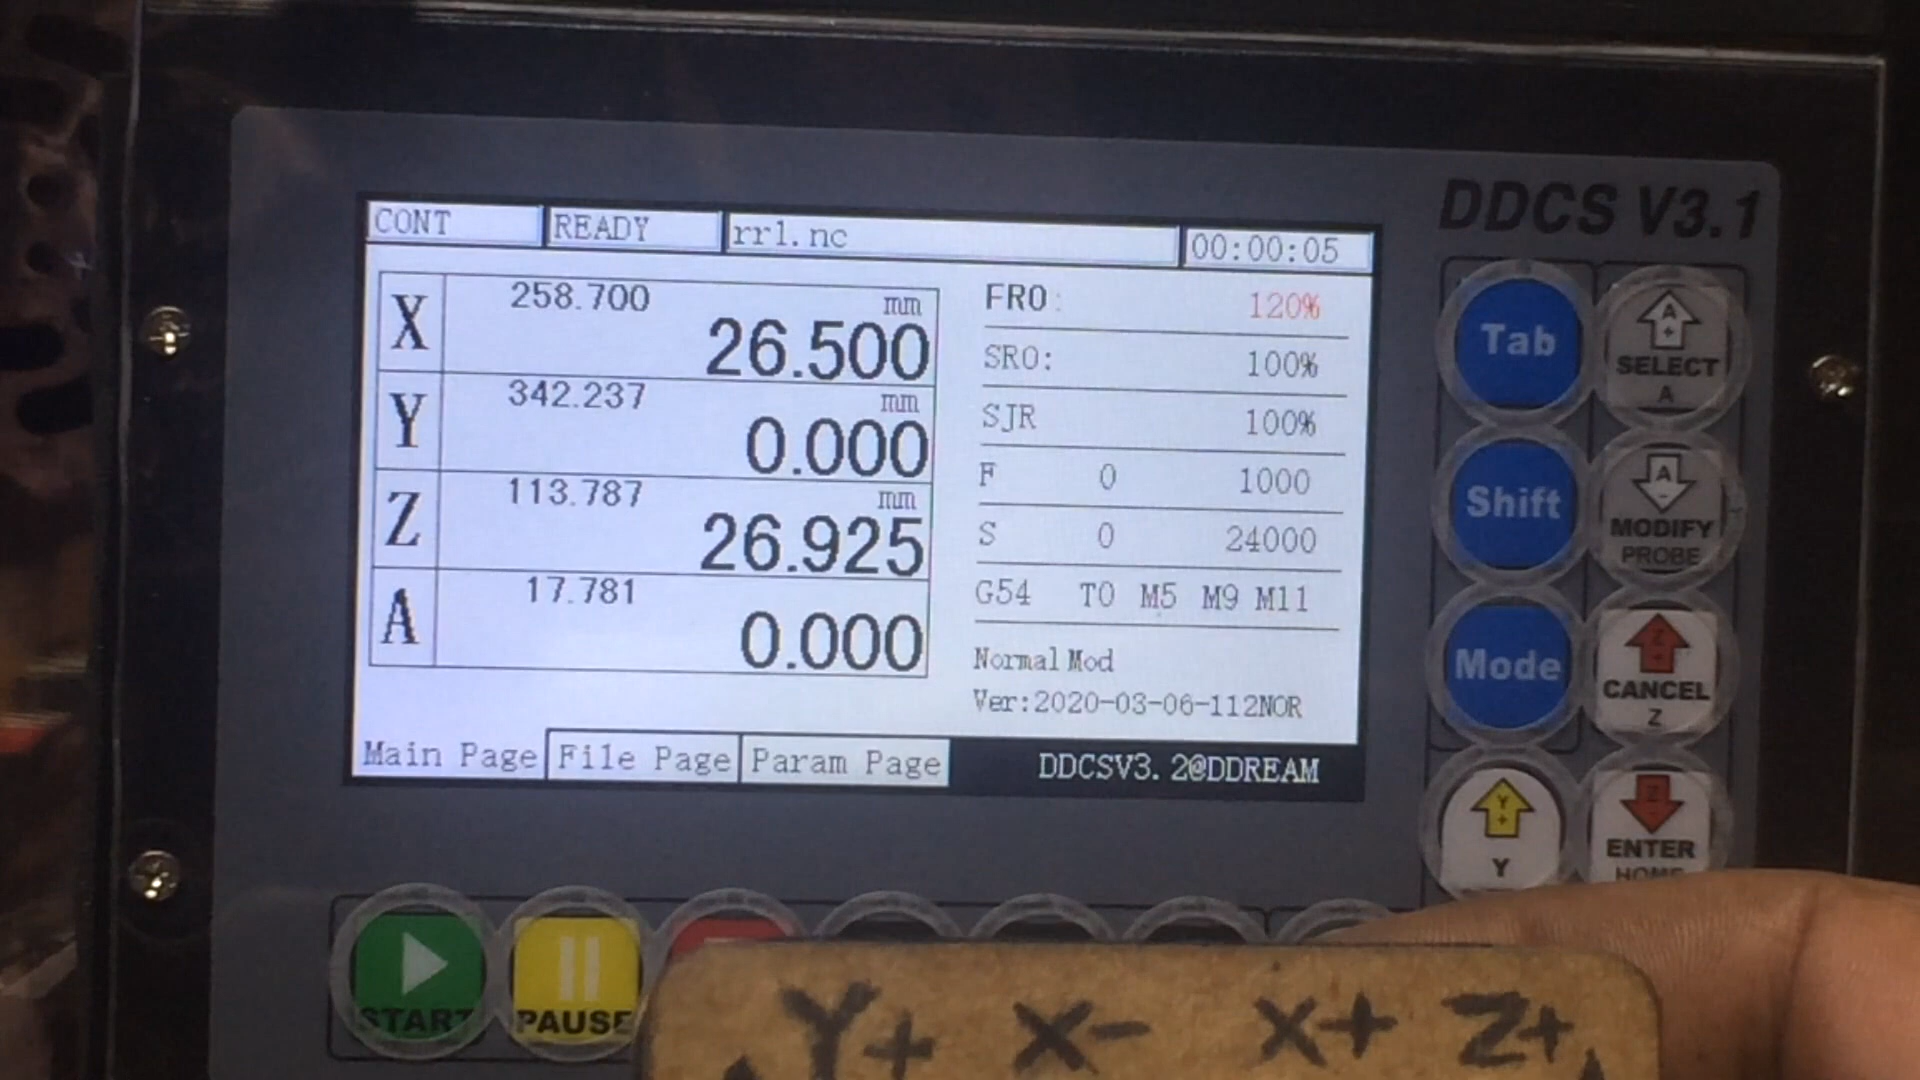 DDCS V3.1
CONT READY rr1.nc 00:00:05
X 258.700 mm 26.500
Y 342.237 mm 0.000
Z 113.787 mm 26.925
A 17.781 0.000
FRO: 120%
SRO: 100%
SJR 100%
F 0 1000
S 0 24000
G54 T0 M5 M9 M11
Normal Mod
Ver:2020-03-06-112NOR
Main Page File Page Param Page DDCSV3.2@DDREAM
Tab
A
+
SELECT
A
Shift
A
-
MODIFY
PROBE
Mode
Z
+
CANCEL
Z
Y
+
Y
Z
-
ENTER
HOME
START
PAUSE
Y+ X- X+ Z+